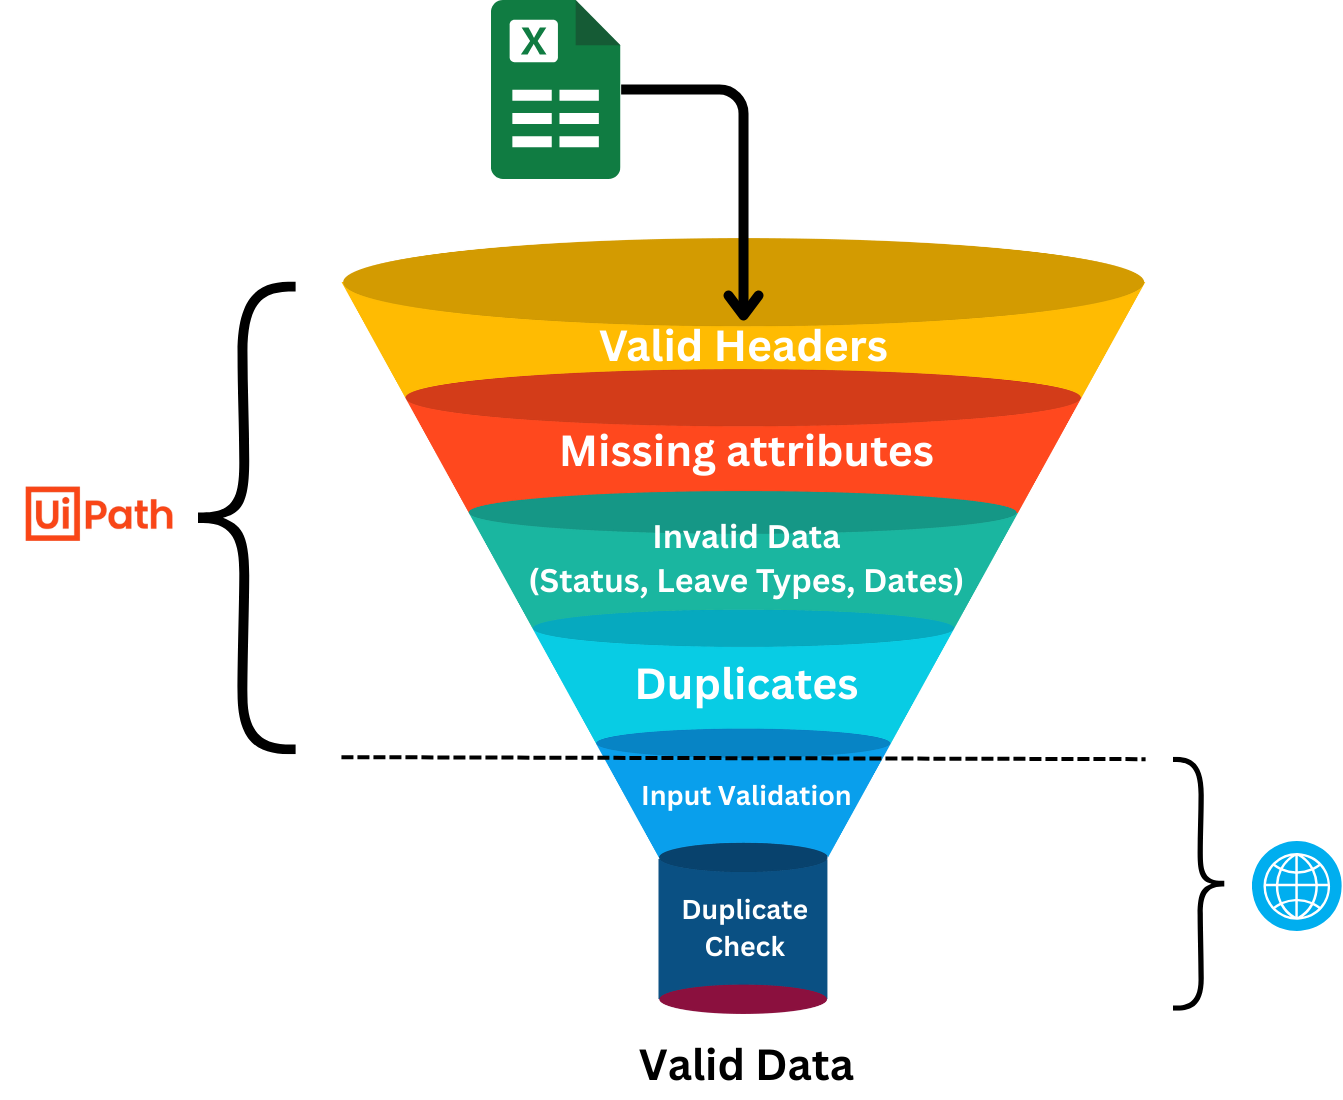 X
Valid Headers
Missing attributes
Invalid Data
(Status, Leave Types, Dates)
UiPath
Duplicates
Input Validation
Duplicate
Check
Valid Data